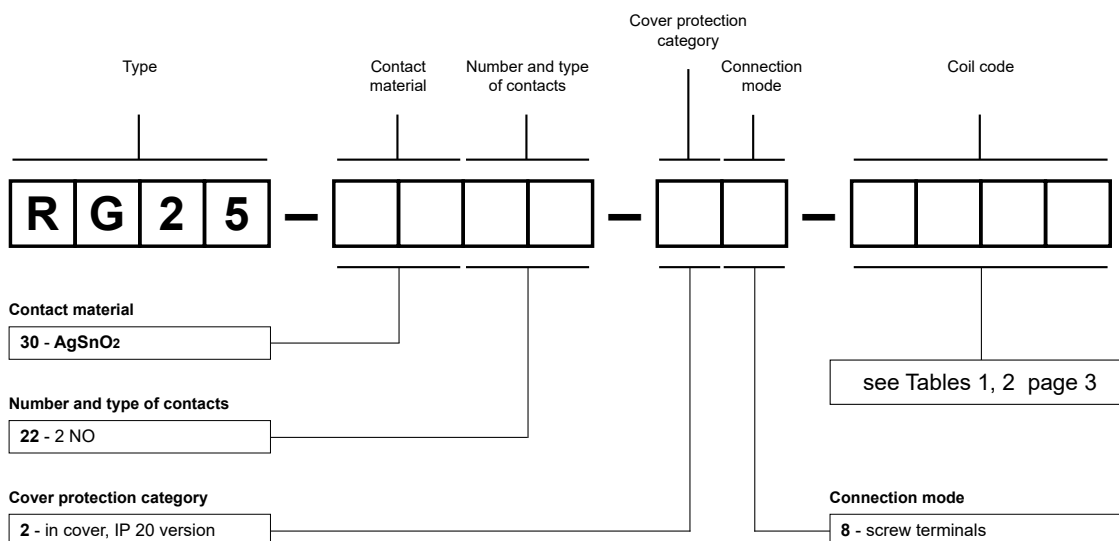 Cover protection
category
Type
Contact
material
Number and type
of contacts
Connection
mode
Coil code
R G 2 5 – – –
Contact material
30 - AgSnO2
see Tables 1, 2 page 3
Number and type of contacts
22 - 2 NO
Cover protection category
2 - in cover, IP 20 version
Connection mode
8 - screw terminals